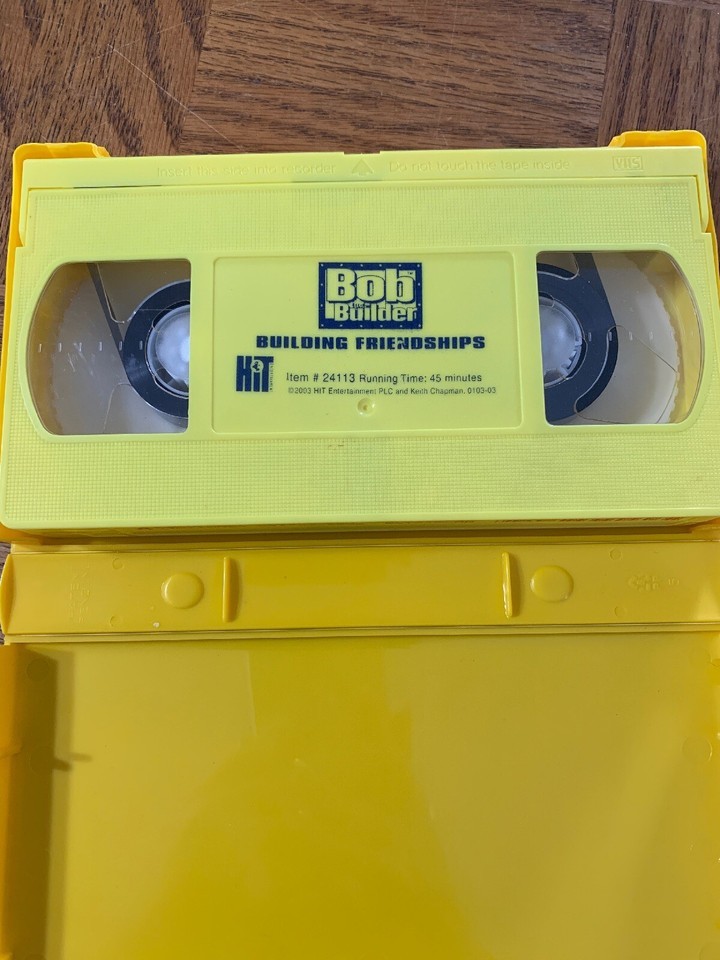 Insert this side into recorder Do not touch the tape inside VHS
Bob
the
Builder
BUILDING FRIENDSHIPS
HiT
Item # 24113 Running Time: 45 minutes
©2003 HIT Entertainment PLC and Keith Chapman. 0103-03